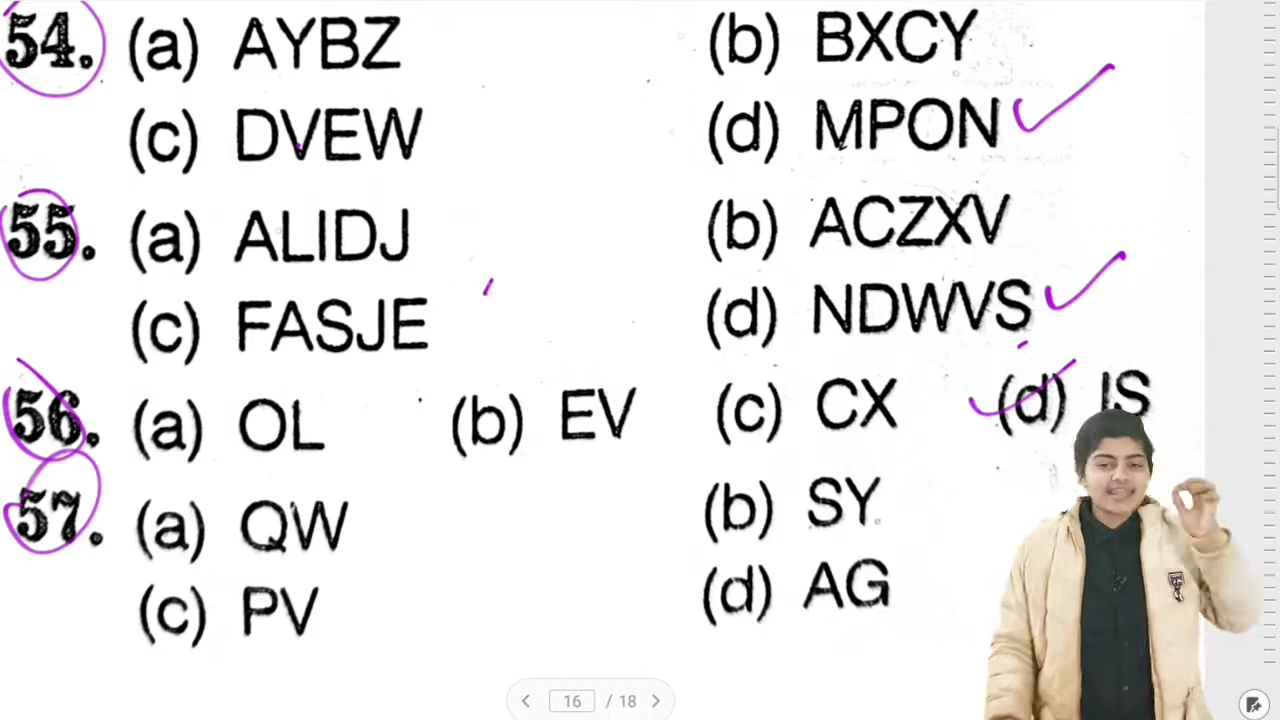 54. (a) AYBZ (b) BXCY
(c) DVEW (d) MPON
55. (a) ALIDJ (b) ACZXV
(c) FASJE (d) NDWVS
56. (a) OL (b) EV (c) CX (d) IS
57. (a) QW (b) SY
(c) PV (d) AG
16 / 18